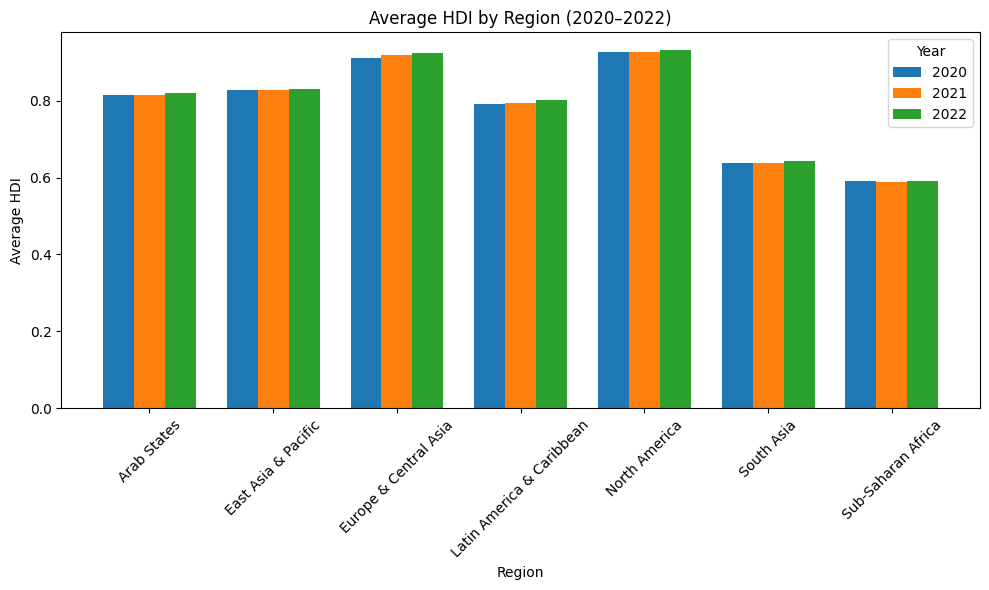 Average HDI by Region (2020–2022)
Year
2020
2021
2022
Average HDI
0.8
0.6
0.4
0.2
0.0
Arab States
East Asia & Pacific
Europe & Central Asia
Latin America & Caribbean
North America
South Asia
Sub-Saharan Africa
Region